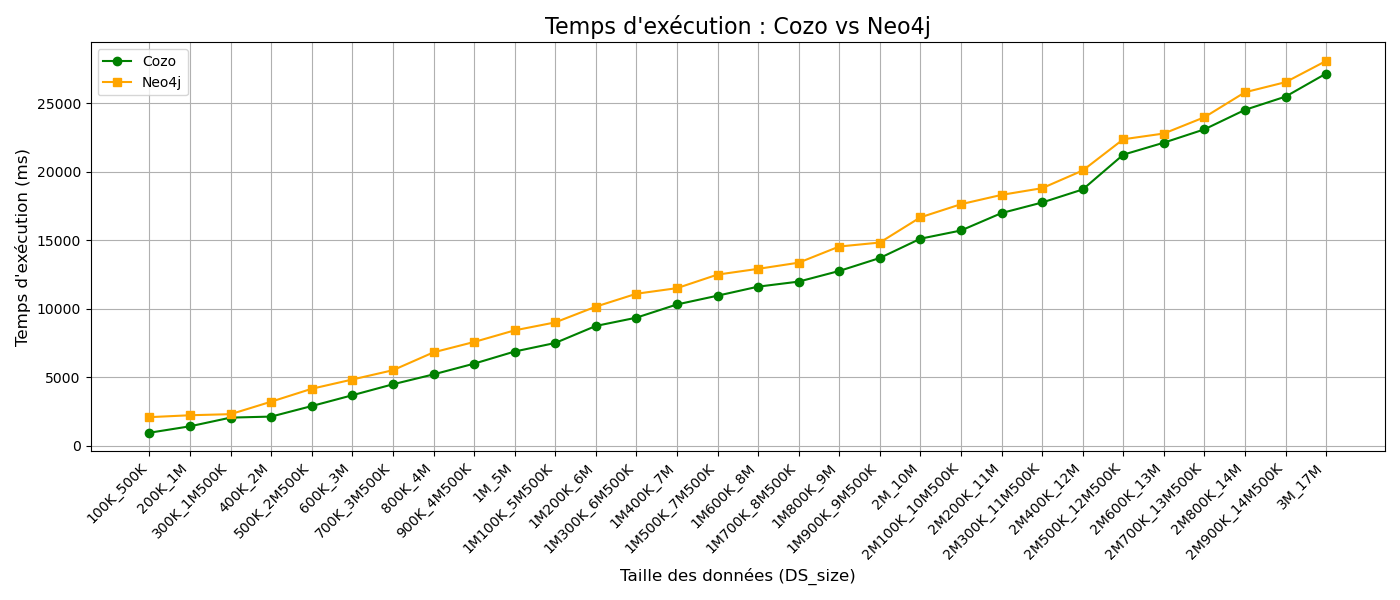 Temps d'exécution : Cozo vs Neo4j
Cozo
Neo4j
Temps d'exécution (ms)
25000
20000
15000
10000
5000
0
100K_500K
200K_1M
300K_1M500K
400K_2M
500K_2M500K
600K_3M
700K_3M500K
800K_4M
900K_4M500K
1M_5M
1M100K_5M500K
1M200K_6M
1M300K_6M500K
1M400K_7M
1M500K_7M500K
1M600K_8M
1M700K_8M500K
1M800K_9M
1M900K_9M500K
2M_10M
2M100K_10M500K
2M200K_11M
2M300K_11M500K
2M400K_12M
2M500K_12M500K
2M600K_13M
2M700K_13M500K
2M800K_14M
2M900K_14M500K
3M_17M
Taille des données (DS_size)